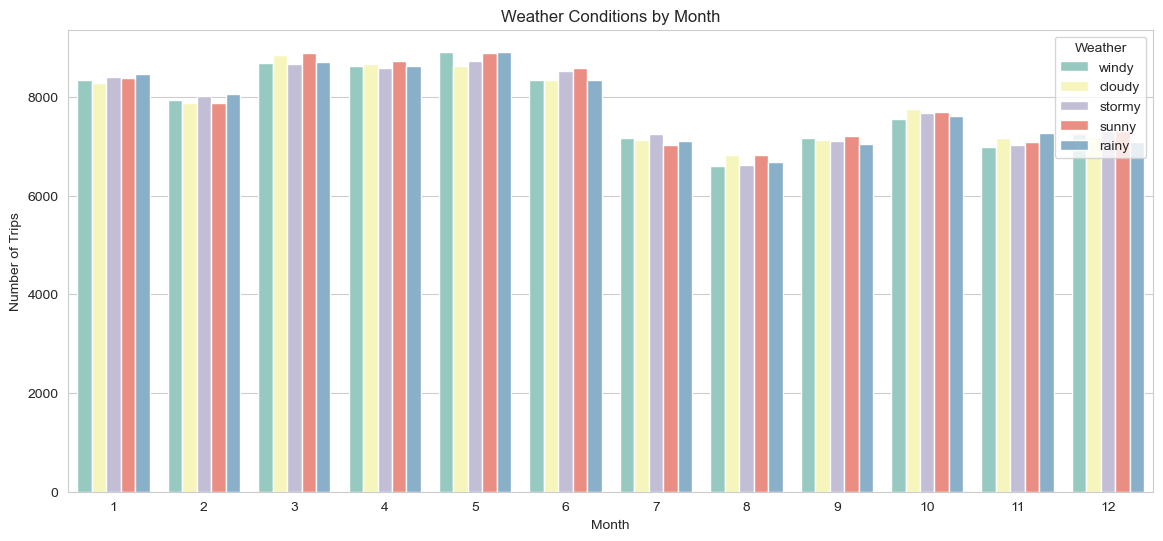 Weather Conditions by Month
Number of Trips
8000
6000
4000
2000
0
Weather
windy
cloudy
stormy
sunny
rainy
1 2 3 4 5 6 7 8 9 10 11 12
Month